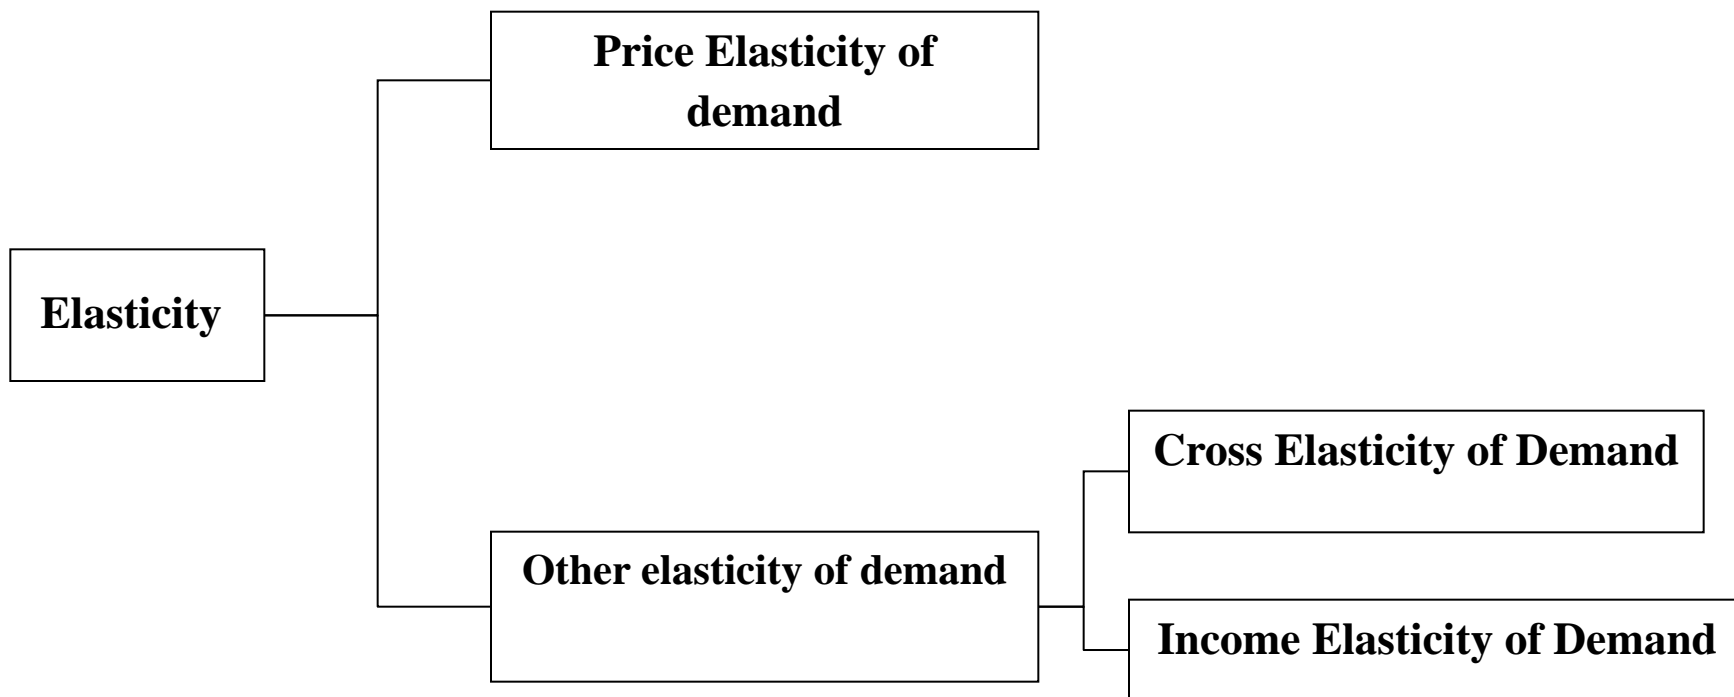 Price Elasticity of
demand
Elasticity
Cross Elasticity of Demand
Other elasticity of demand
Income Elasticity of Demand